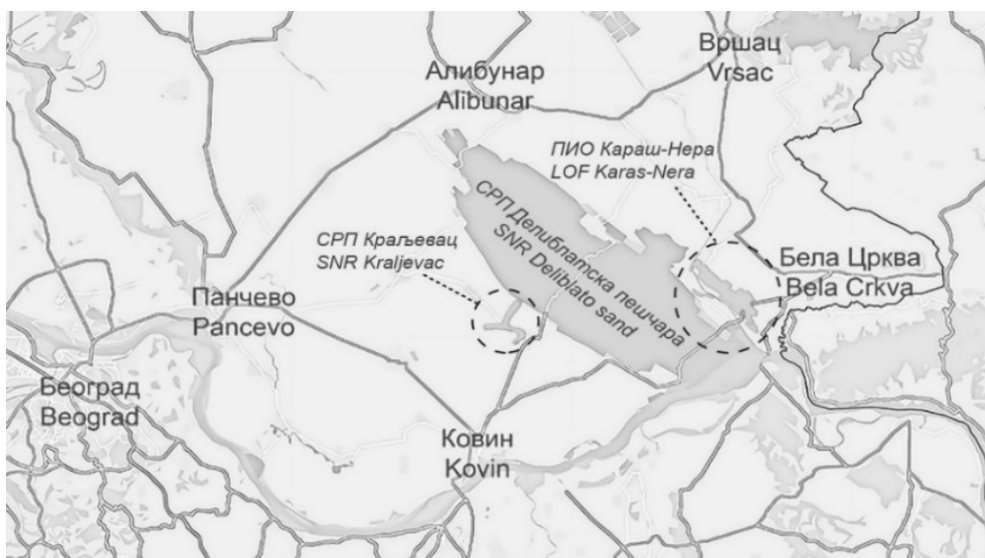 Вршац
Vrsac
Алибунар
Alibunar
ПИО Караш-Нера
LOF Karas-Nera
СРП Делиблатска пешчара
SNR Deliblato sand
СРП Краљевац
SNR Kraljevac
Бела Црква
Bela Crkva
Панчево
Pancevo
Београд
Beograd
Ковин
Kovin